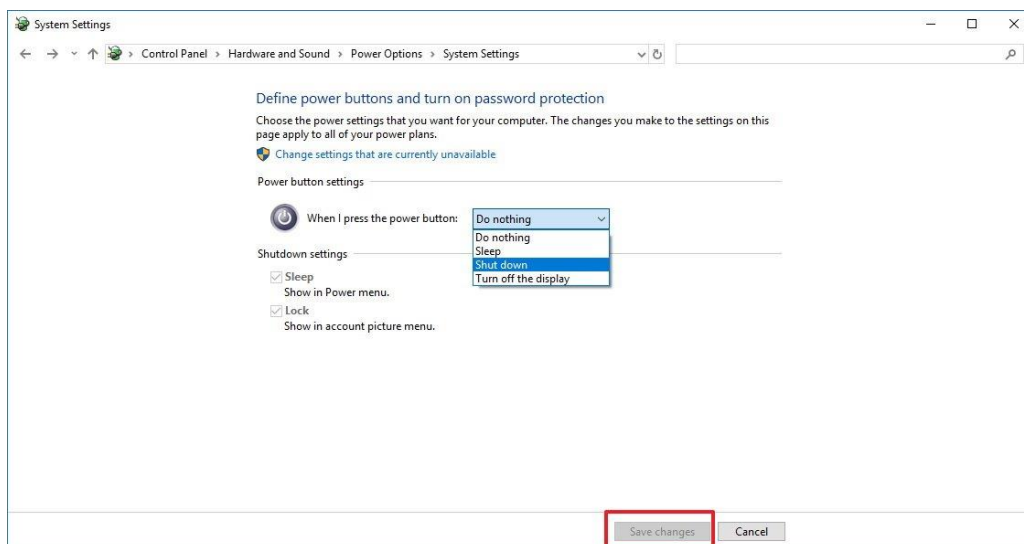 System Settings
Control Panel > Hardware and Sound > Power Options > System Settings
Define power buttons and turn on password protection
Choose the power settings that you want for your computer. The changes you make to the settings on this
page apply to all of your power plans.
Change settings that are currently unavailable
Power button settings
When I press the power button: Do nothing
Do nothing
Sleep
Shut down
Turn off the display
Shutdown settings
Sleep
Show in Power menu.
Lock
Show in account picture menu.
Save changes Cancel